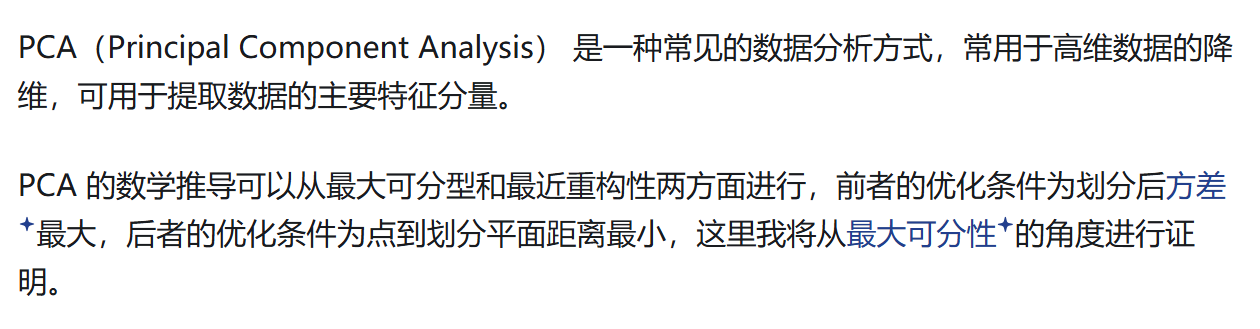 PCA（Principal Component Analysis） 是一种常见的数据分析方式，常用于高维数据的降
维，可用于提取数据的主要特征分量。
PCA 的数学推导可以从最大可分型和最近重构性两方面进行，前者的优化条件为划分后方差
最大，后者的优化条件为点到划分平面距离最小，这里我将从最大可分性的角度进行证
明。